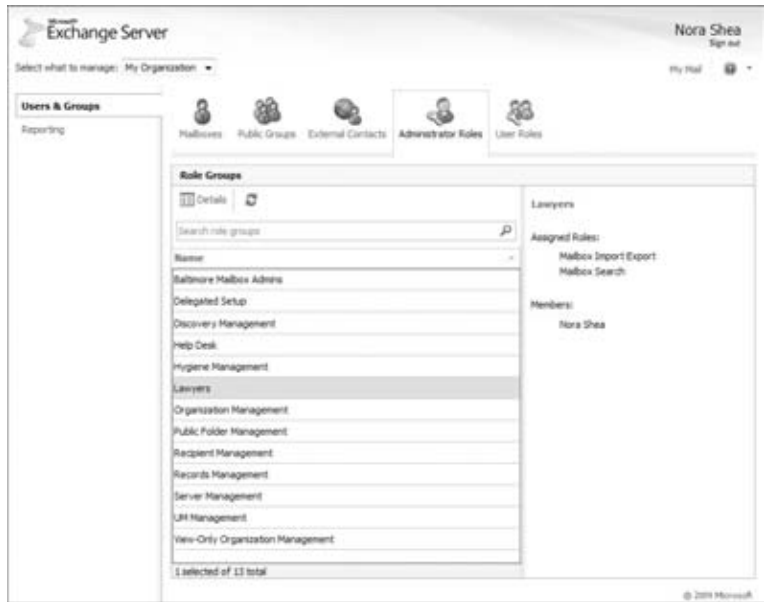 Microsoft
Exchange Server
Nora Shea
Sign out
Select what to manage: My Organization
My Mail
Users & Groups
Reporting
Mailboxes
Public Groups
External Contacts
Administrator Roles
User Roles
Role Groups
Details
Search role groups
Name
Baltimore Mailbox Admins
Delegated Setup
Discovery Management
Help Desk
Hygiene Management
Lawyers
Organization Management
Public Folder Management
Recipient Management
Records Management
Server Management
UM Management
View-Only Organization Management
1 selected of 13 total
Lawyers
Assigned Roles:
Mailbox Import Export
Mailbox Search
Members:
Nora Shea
© 2009 Microsoft